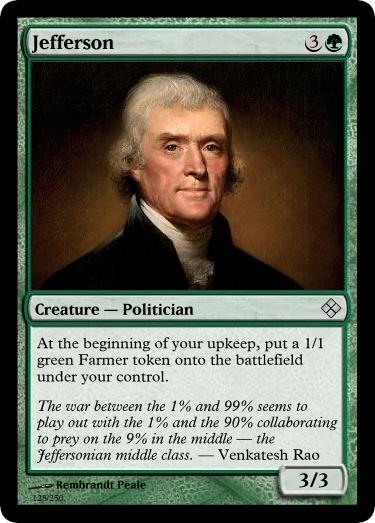 Jefferson
3
Creature — Politician
At the beginning of your upkeep, put a 1/1
green Farmer token onto the battlefield
under your control.
The war between the 1% and 99% seems to
play out with the 1% and the 90% collaborating
to prey on the 9% in the middle — the
Jeffersonian middle class. — Venkatesh Rao
3/3
Rembrandt Peale
128/250